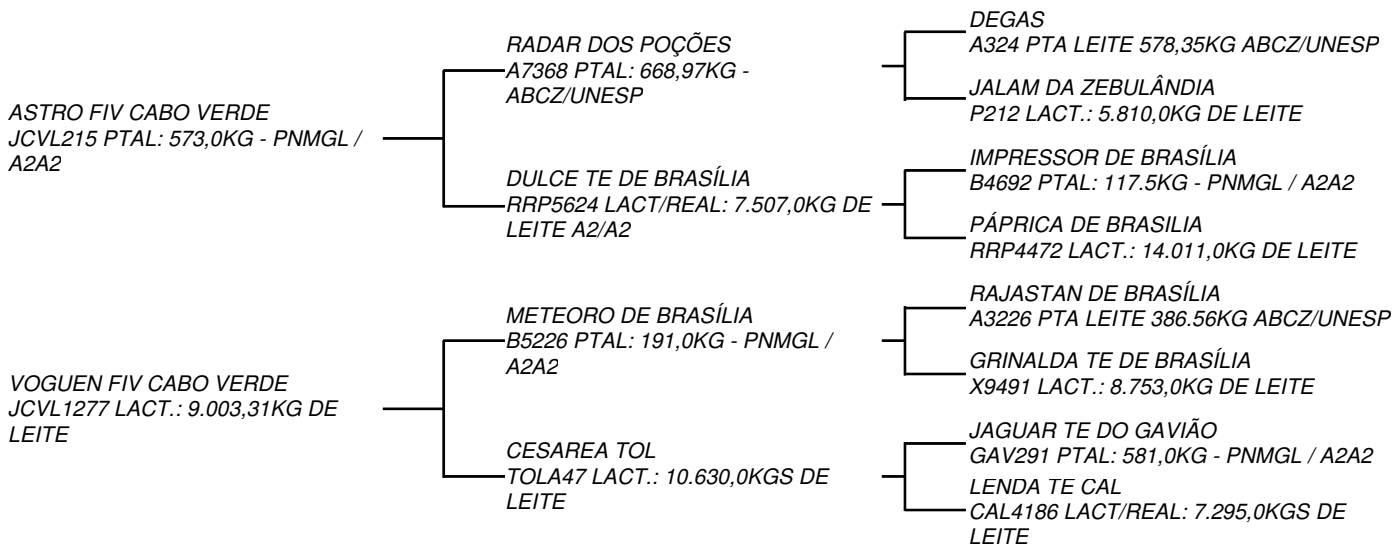 ASTRO FIV CABO VERDE
JCVL215 PTAL: 573,0KG - PNMGL /
A2A2
RADAR DOS POÇÕES
A7368 PTAL: 668,97KG -
ABCZ/UNESP
DEGAS
A324 PTA LEITE 578,35KG ABCZ/UNESP
JALAM DA ZEBULÂNDIA
P212 LACT.: 5.810,0KG DE LEITE
DULCE TE DE BRASÍLIA
RRP5624 LACT/REAL: 7.507,0KG DE
LEITE A2/A2
IMPRESSOR DE BRASÍLIA
B4692 PTAL: 117.5KG - PNMGL / A2A2
PÁPRICA DE BRASILIA
RRP4472 LACT.: 14.011,0KG DE LEITE
VOGUEN FIV CABO VERDE
JCVL1277 LACT.: 9.003,31KG DE
LEITE
METEORO DE BRASÍLIA
B5226 PTAL: 191,0KG - PNMGL /
A2A2
RAJASTAN DE BRASÍLIA
A3226 PTA LEITE 386.56KG ABCZ/UNESP
GRINALDA TE DE BRASÍLIA
X9491 LACT.: 8.753,0KG DE LEITE
CESAREA TOL
TOLA47 LACT.: 10.630,0KGS DE
LEITE
JAGUAR TE DO GAVIÃO
GAV291 PTAL: 581,0KG - PNMGL / A2A2
LENDA TE CAL
CAL4186 LACT/REAL: 7.295,0KGS DE
LEITE